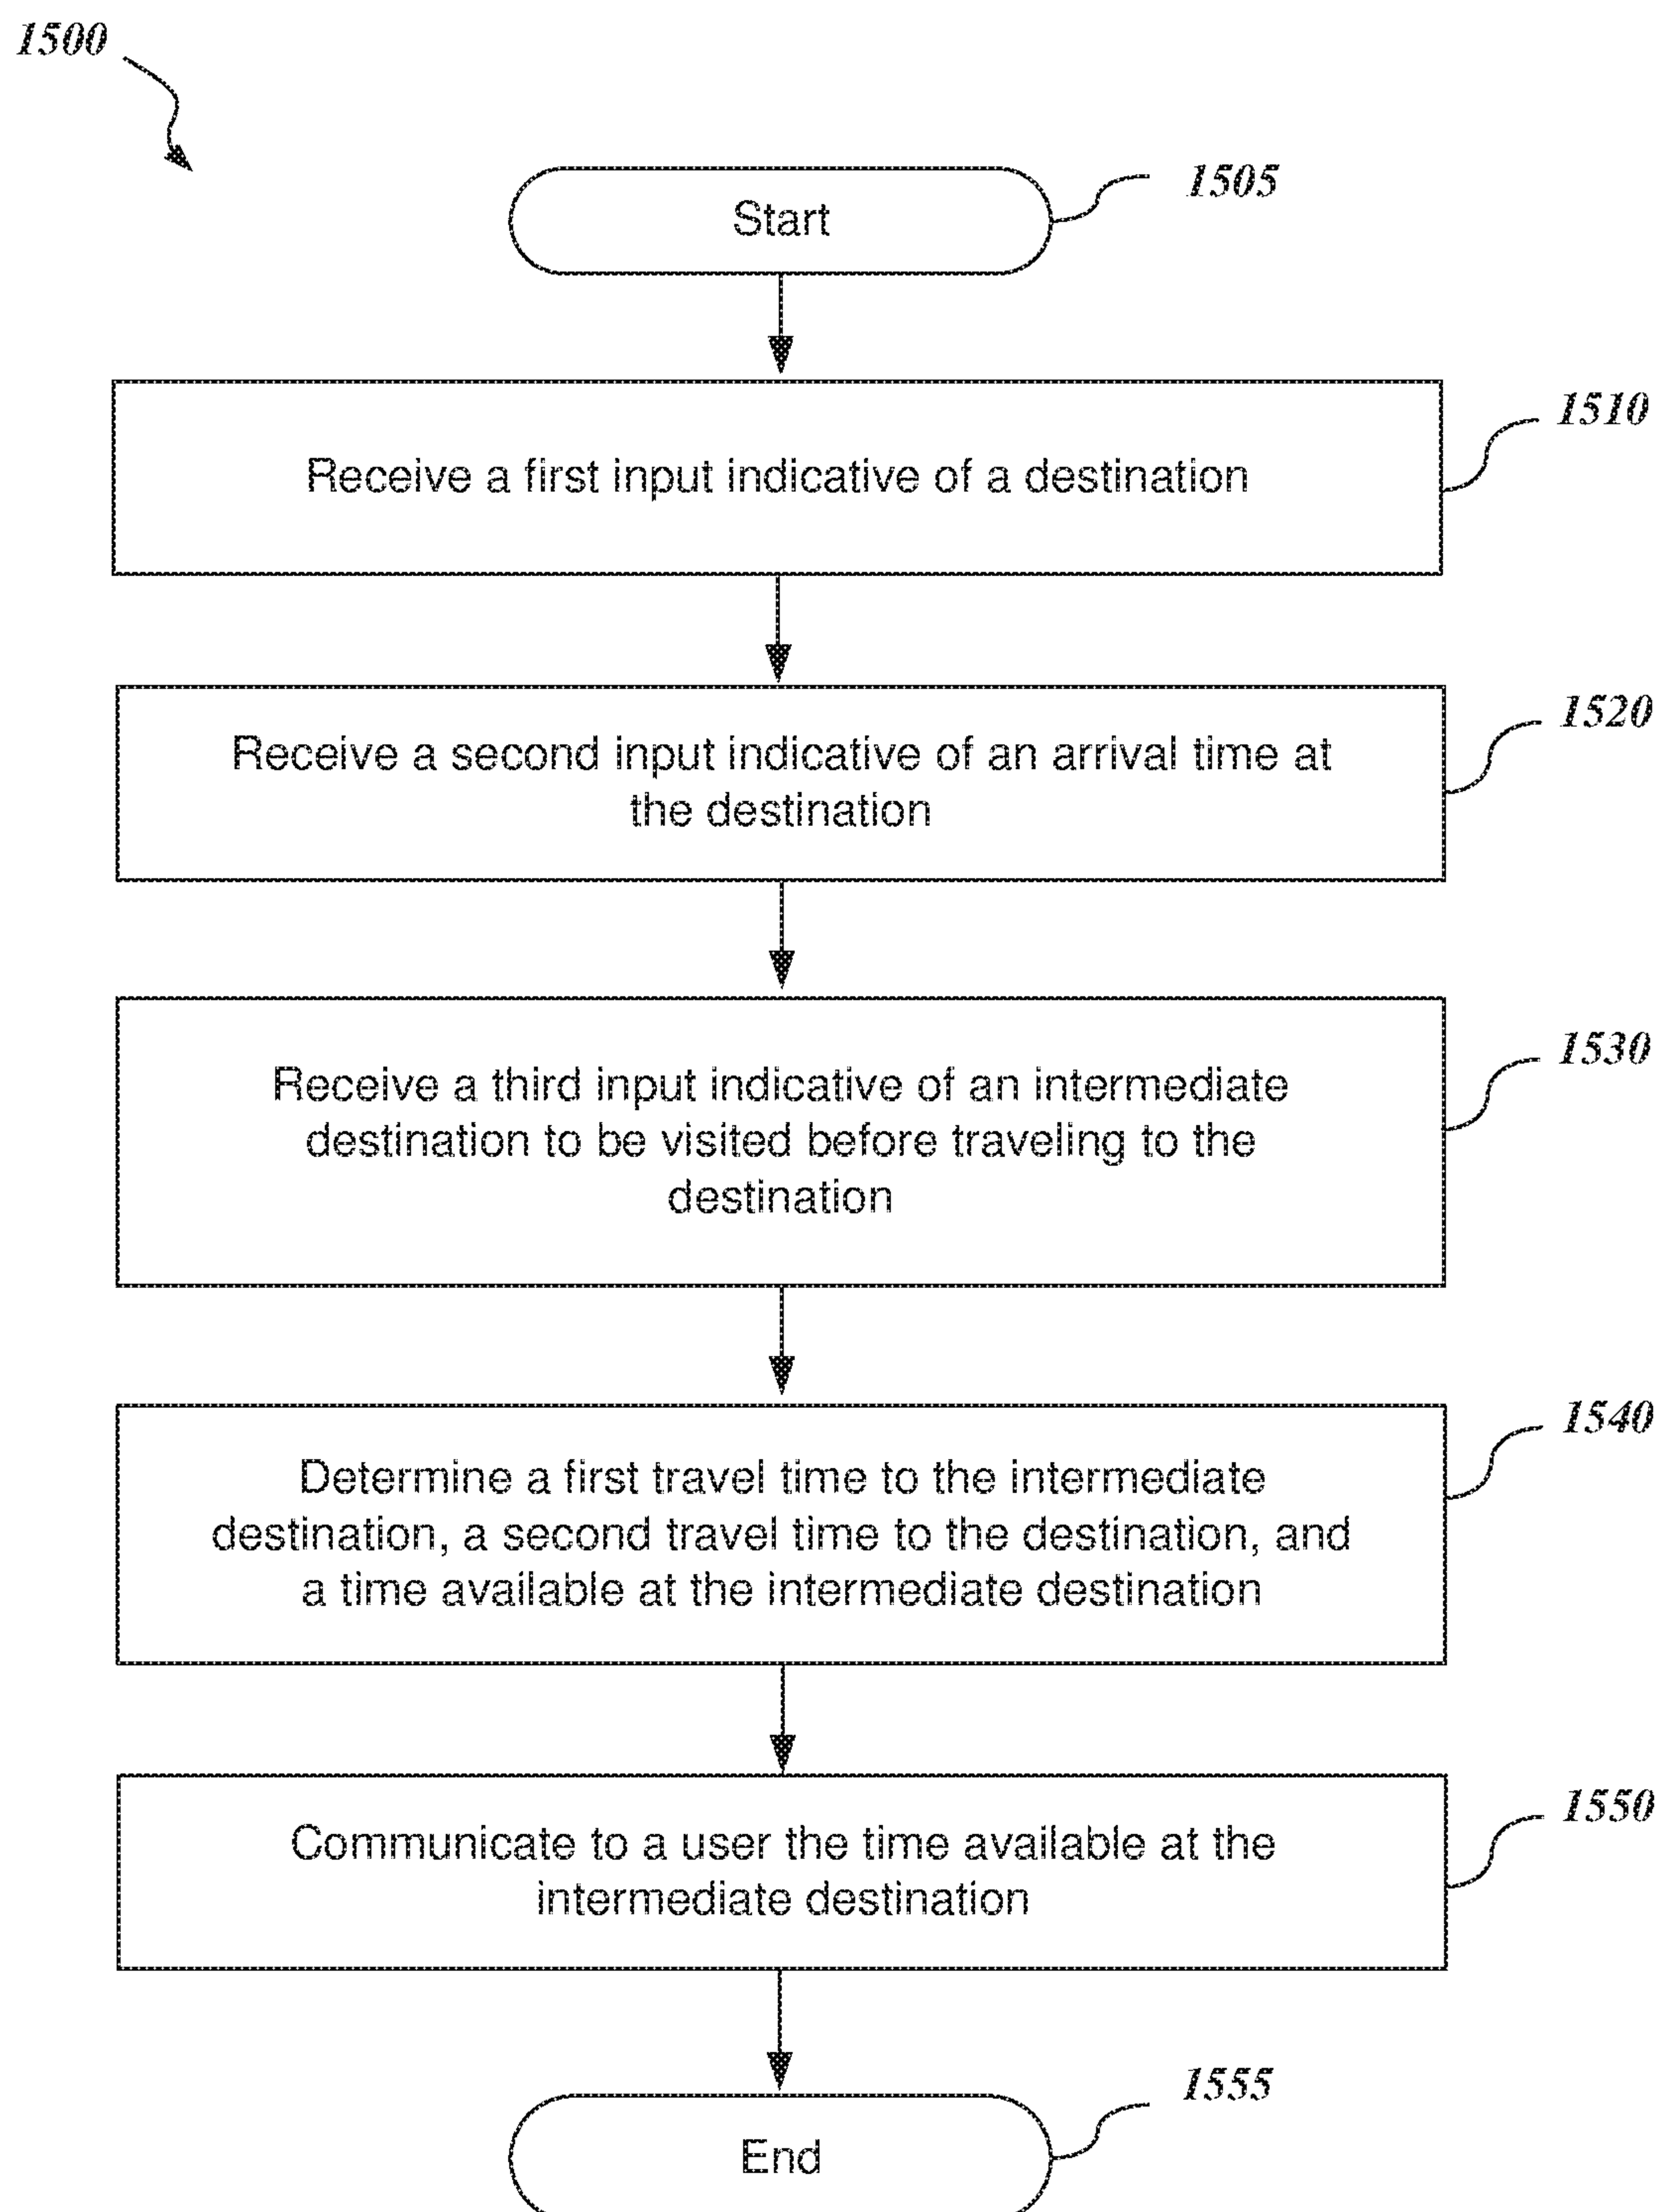 1500
Start
1505
Receive a first input indicative of a destination
1510
Receive a second input indicative of an arrival time at
the destination
1520
Receive a third input indicative of an intermediate
destination to be visited before traveling to the
destination
1530
Determine a first travel time to the intermediate
destination, a second travel time to the destination, and
a time available at the intermediate destination
1540
Communicate to a user the time available at the
intermediate destination
1550
End
1555